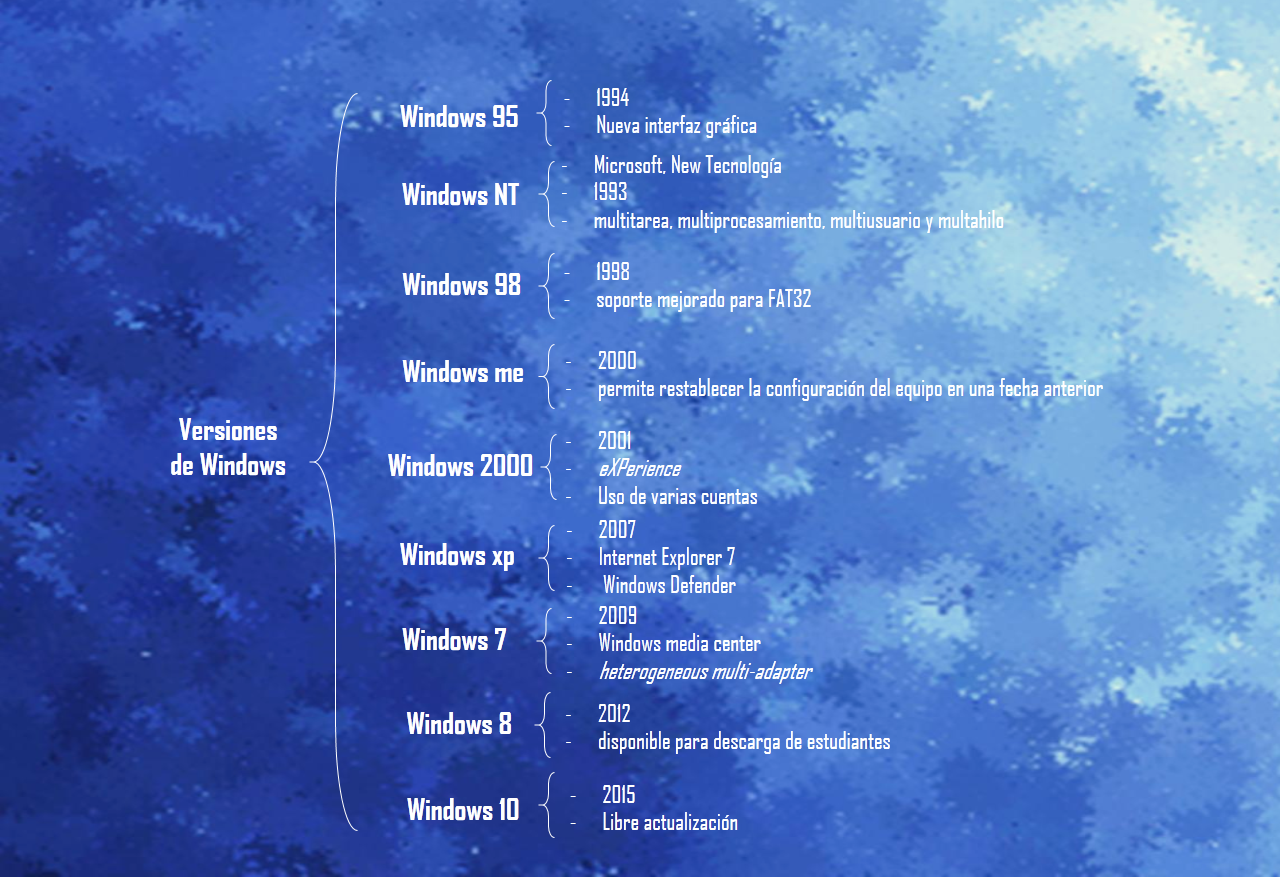 Versiones
de Windows
Windows 95
- 1994
- Nueva interfaz gráfica
Windows NT
- Microsoft, New Tecnología
- 1993
- multitarea, multiprocesamiento, multiusuario y multahilo
Windows 98
- 1998
- soporte mejorado para FAT32
Windows me
- 2000
- permite restablecer la configuración del equipo en una fecha anterior
Windows 2000
- 2001
- eXPerience
- Uso de varias cuentas
Windows xp
- 2007
- Internet Explorer 7
- Windows Defender
Windows 7
- 2009
- Windows media center
- heterogeneous multi-adapter
Windows 8
- 2012
- disponible para descarga de estudiantes
Windows 10
- 2015
- Libre actualización